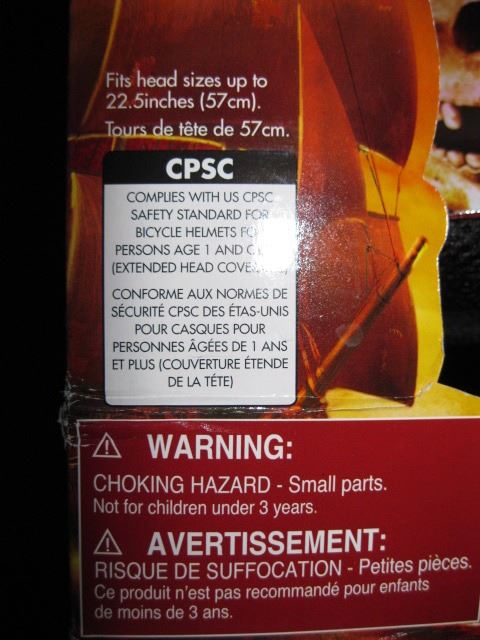 Fits head sizes up to
22.5inches (57cm).
Tours de tête de 57cm.
CPSC
COMPLIES WITH US CPSC
SAFETY STANDARD FOR
BICYCLE HELMETS
PERSONS AGE 1 AND
(EXTENDED HEAD
CONFORME AUX NORMES DE
SÉCURITÉ CPSC DES ÉTAS-UNIS
POUR CASQUES POUR
PERSONNES ÂGÉES DE 1 ANS
ET PLUS (COUVERTURE ÉTENDE
DE LA TÉTE)
⚠ WARNING:
CHOKING HAZARD - Small parts.
Not for children under 3 years.
⚠ AVERTISSEMENT:
RISQUE DE SUFFOCATION - Petites pièces.
Ce produit n'est pas recommandé pour enfants
de moins de 3 ans.